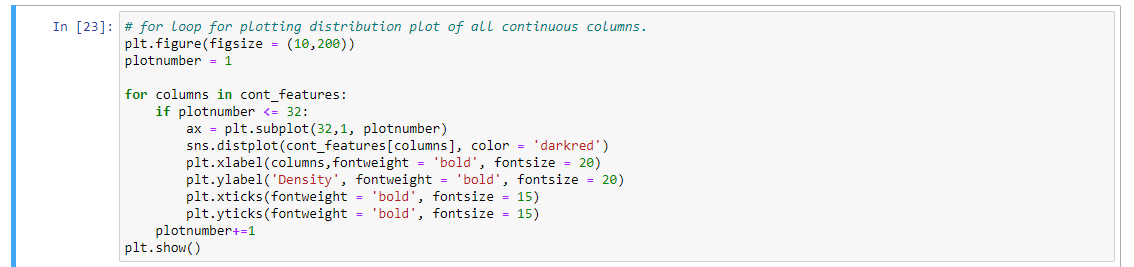 In [23]: # for loop for plotting distribution plot of all continuous columns.
plt.figure(figsize = (10,200))
plotnumber = 1

for columns in cont_features:
    if plotnumber <= 32:
        ax = plt.subplot(32,1, plotnumber)
        sns.distplot(cont_features[columns], color = 'darkred')
        plt.xlabel(columns,fontweight = 'bold', fontsize = 20)
        plt.ylabel('Density', fontweight = 'bold', fontsize = 20)
        plt.xticks(fontweight = 'bold', fontsize = 15)
        plt.yticks(fontweight = 'bold', fontsize = 15)
    plotnumber+=1
plt.show()